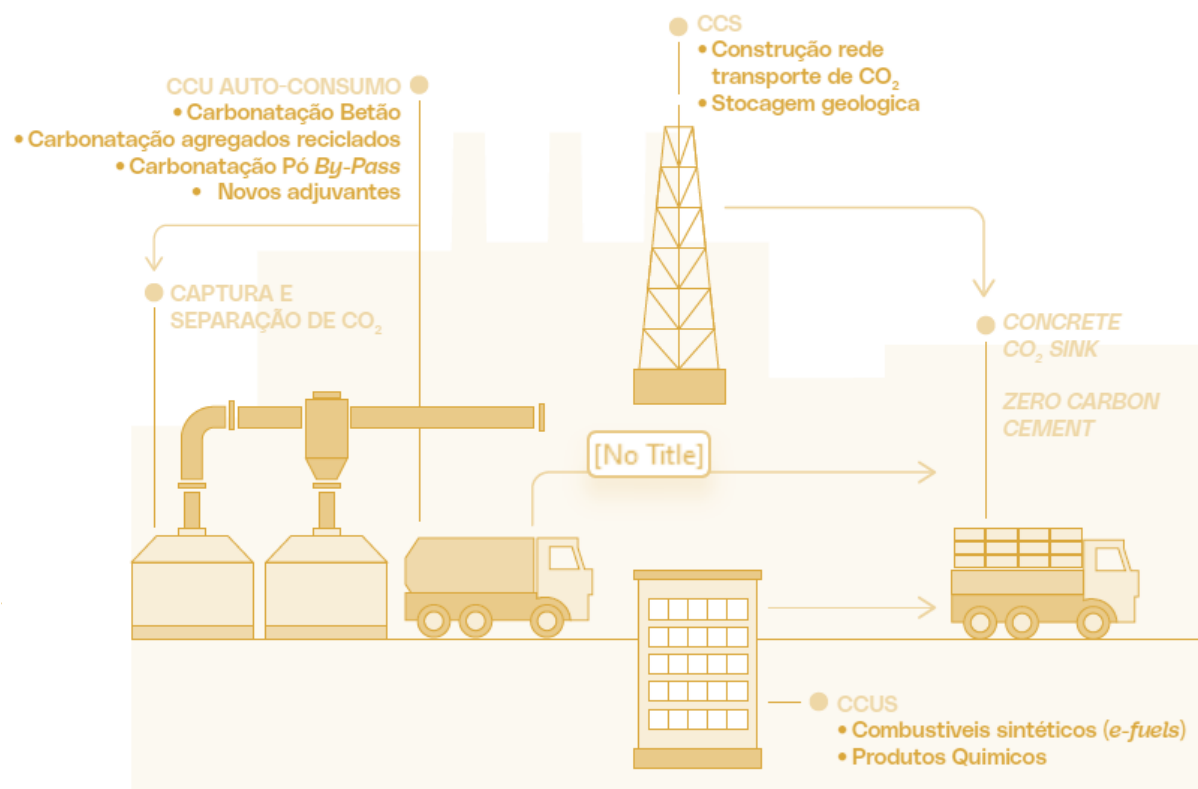 CCS
• Construção rede
transporte de CO₂
• Stocagem geologica
CCU AUTO-CONSUMO
• Carbonatação Betão
• Carbonatação agregados reciclados
• Carbonatação Pó By-Pass
• Novos adjuvantes
CAPTURA E
SEPARAÇÃO DE CO₂
CONCRETE
CO₂ SINK
ZERO CARBON
CEMENT
[No Title]
CCUS
• Combustiveis sintéticos (e-fuels)
• Produtos Quimicos